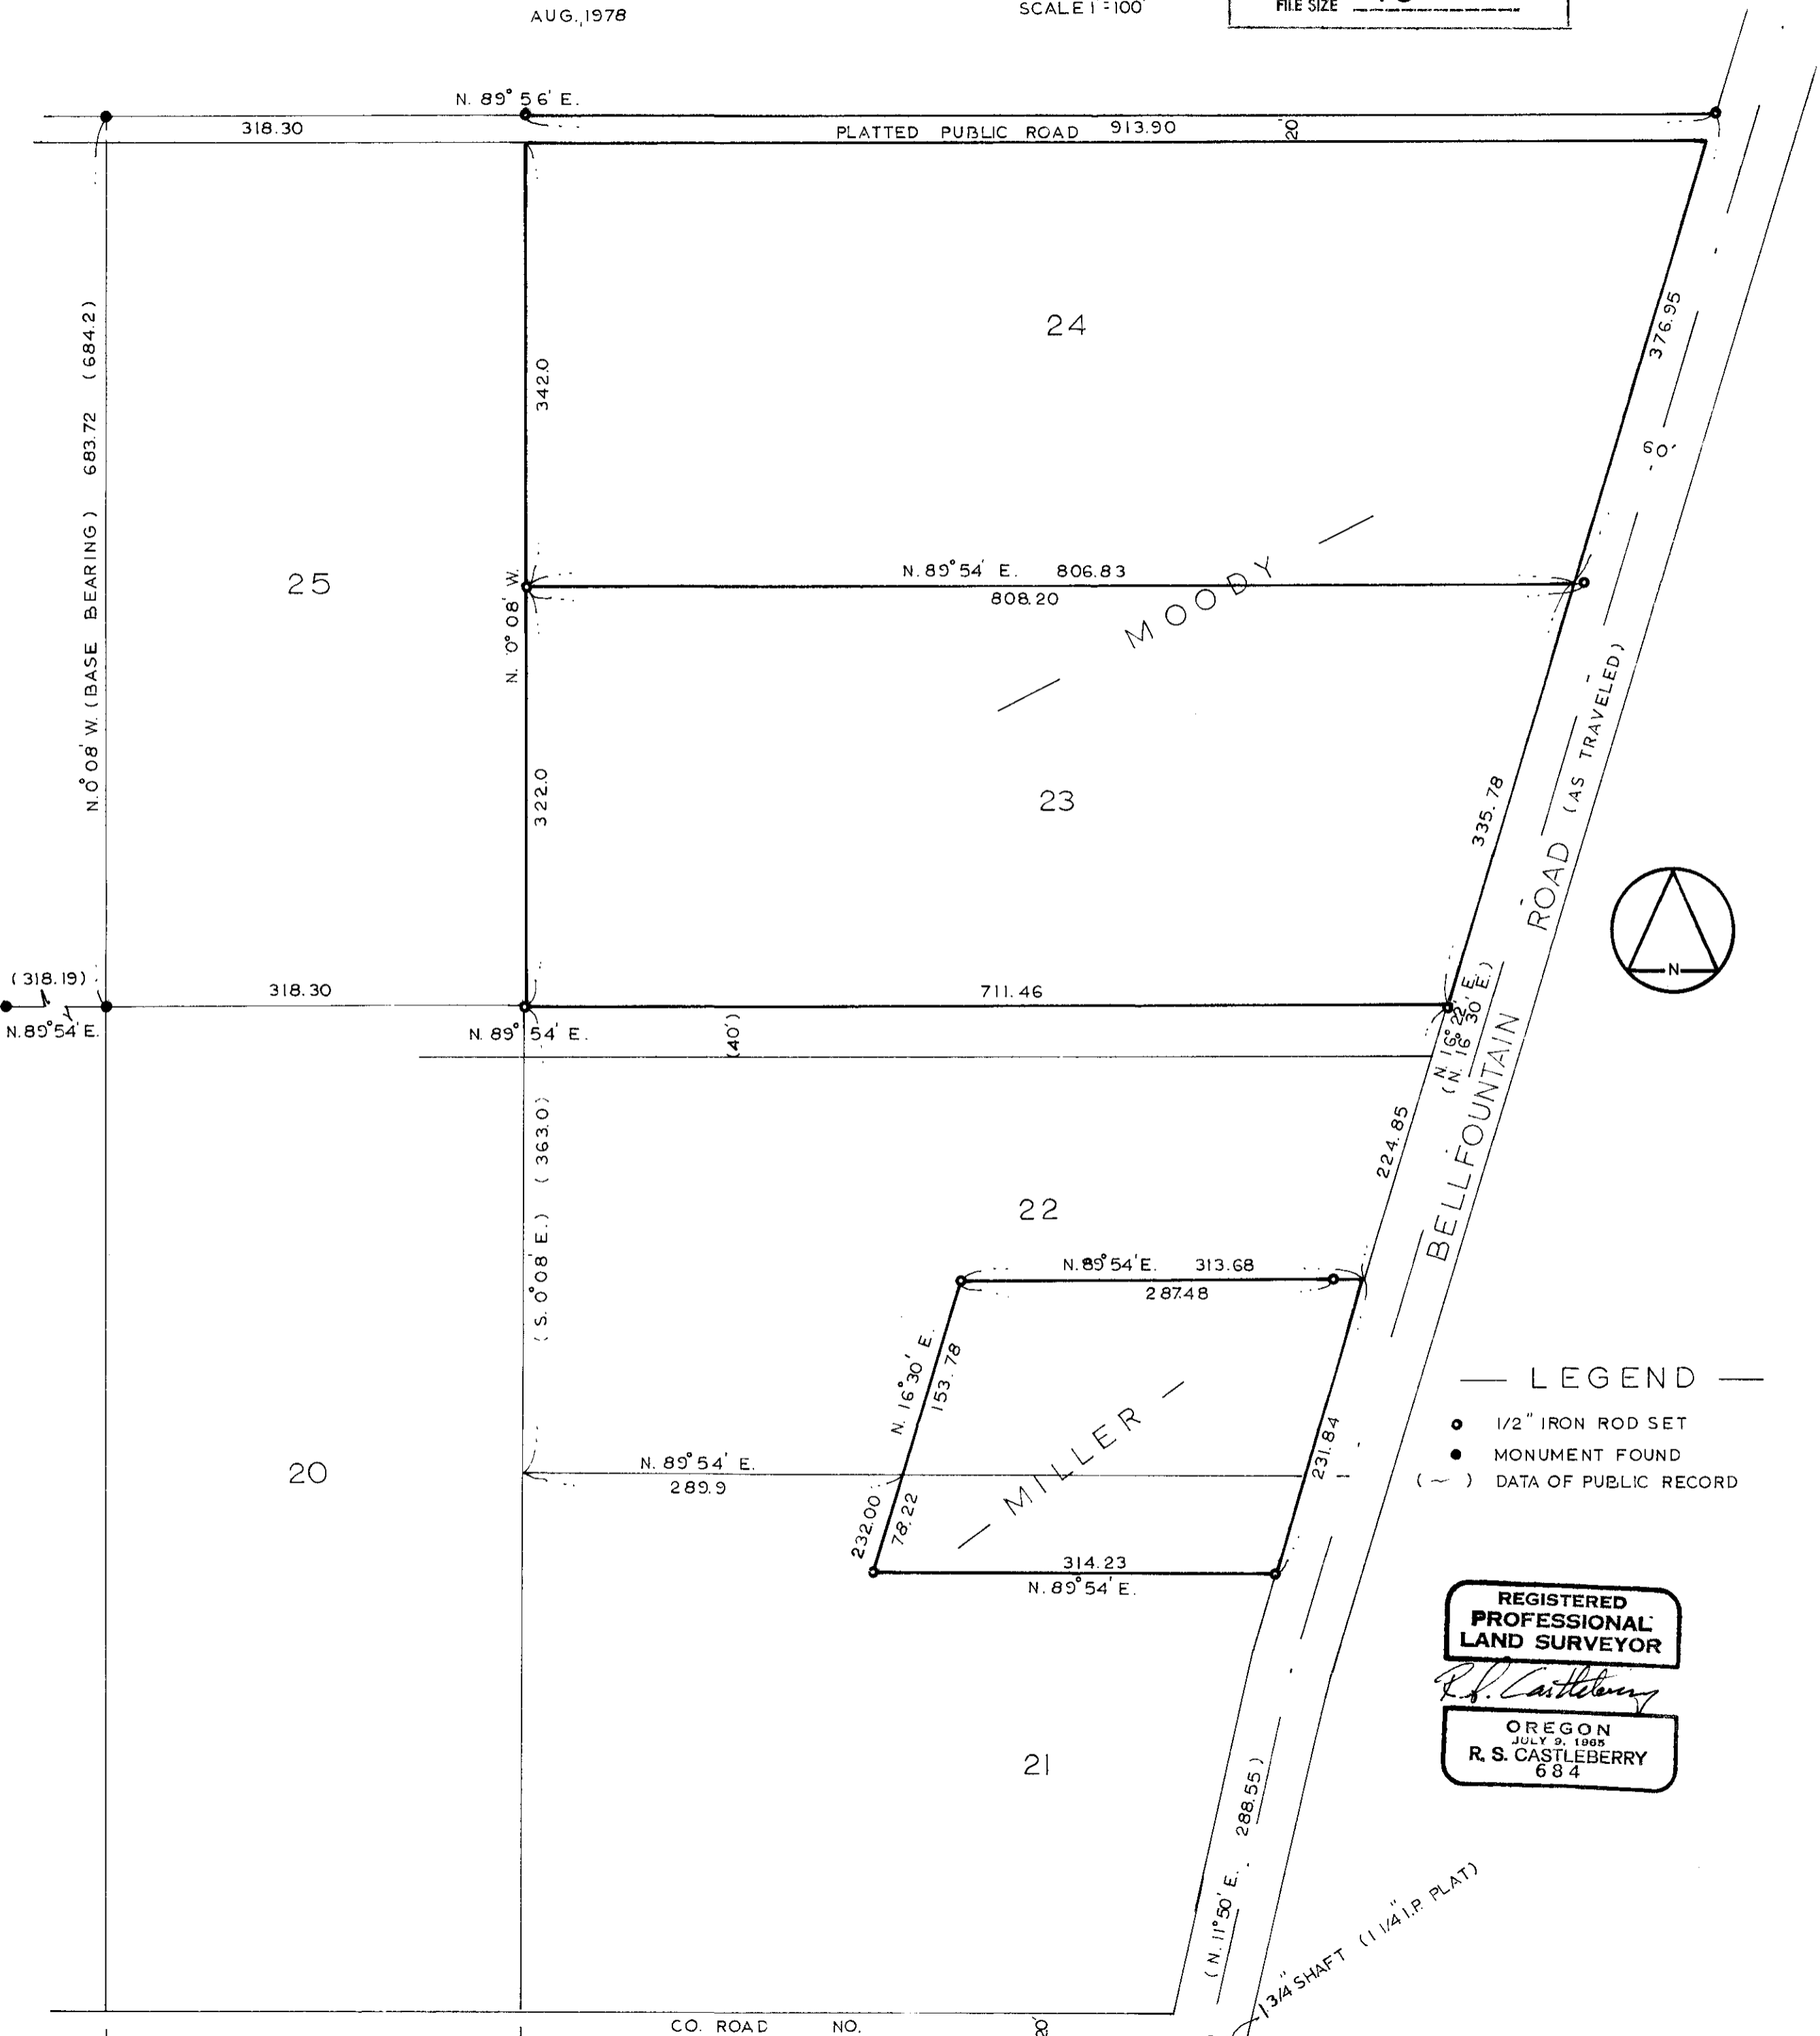 AUG., 1978
SCALE 1"=100'
FILE SIZE
N. 89° 56' E.
318.30
PLATTED PUBLIC ROAD
913.90
20
24
342.0
376.95
60'
N. 0° 08' W. (BASE BEARING) 683.72 (684.2)
25
N. 0° 08' W.
N. 89° 54' E. 806.83
808.20
MOODY
322.0
23
335.78
BELLFOUNTAIN ROAD (AS TRAVELED)
N
(318.19)
N. 89° 54' E.
318.30
711.46
N. 89° 54' E.
(40')
N. 16° 22' E.
(N. 16° 30' E.)
(S. 0° 08' E.) (363.0)
224.85
22
N. 89° 54' E. 313.68
287.48
N. 16° 30' E.
153.78
MILLER
231.84
LEGEND
1/2" IRON ROD SET
MONUMENT FOUND
( ~ ) DATA OF PUBLIC RECORD
20
N. 89° 54' E.
289.9
232.00
78.22
314.23
N. 89° 54' E.
REGISTERED
PROFESSIONAL
LAND SURVEYOR
R. S. Castleberry
OREGON
JULY 9, 1965
R. S. CASTLEBERRY
684
21
(N. 11° 50' E. 288.55)
1 3/4" SHAFT (1 1/4" I.P. PLAT)
CO. ROAD NO.
20